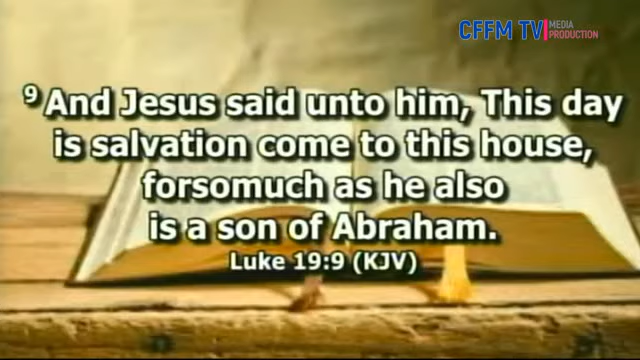 CFFM TV MEDIA
PRODUCTION
9 And Jesus said unto him, This day
is salvation come to this house,
forsomuch as he also
is a son of Abraham.
Luke 19:9 (KJV)